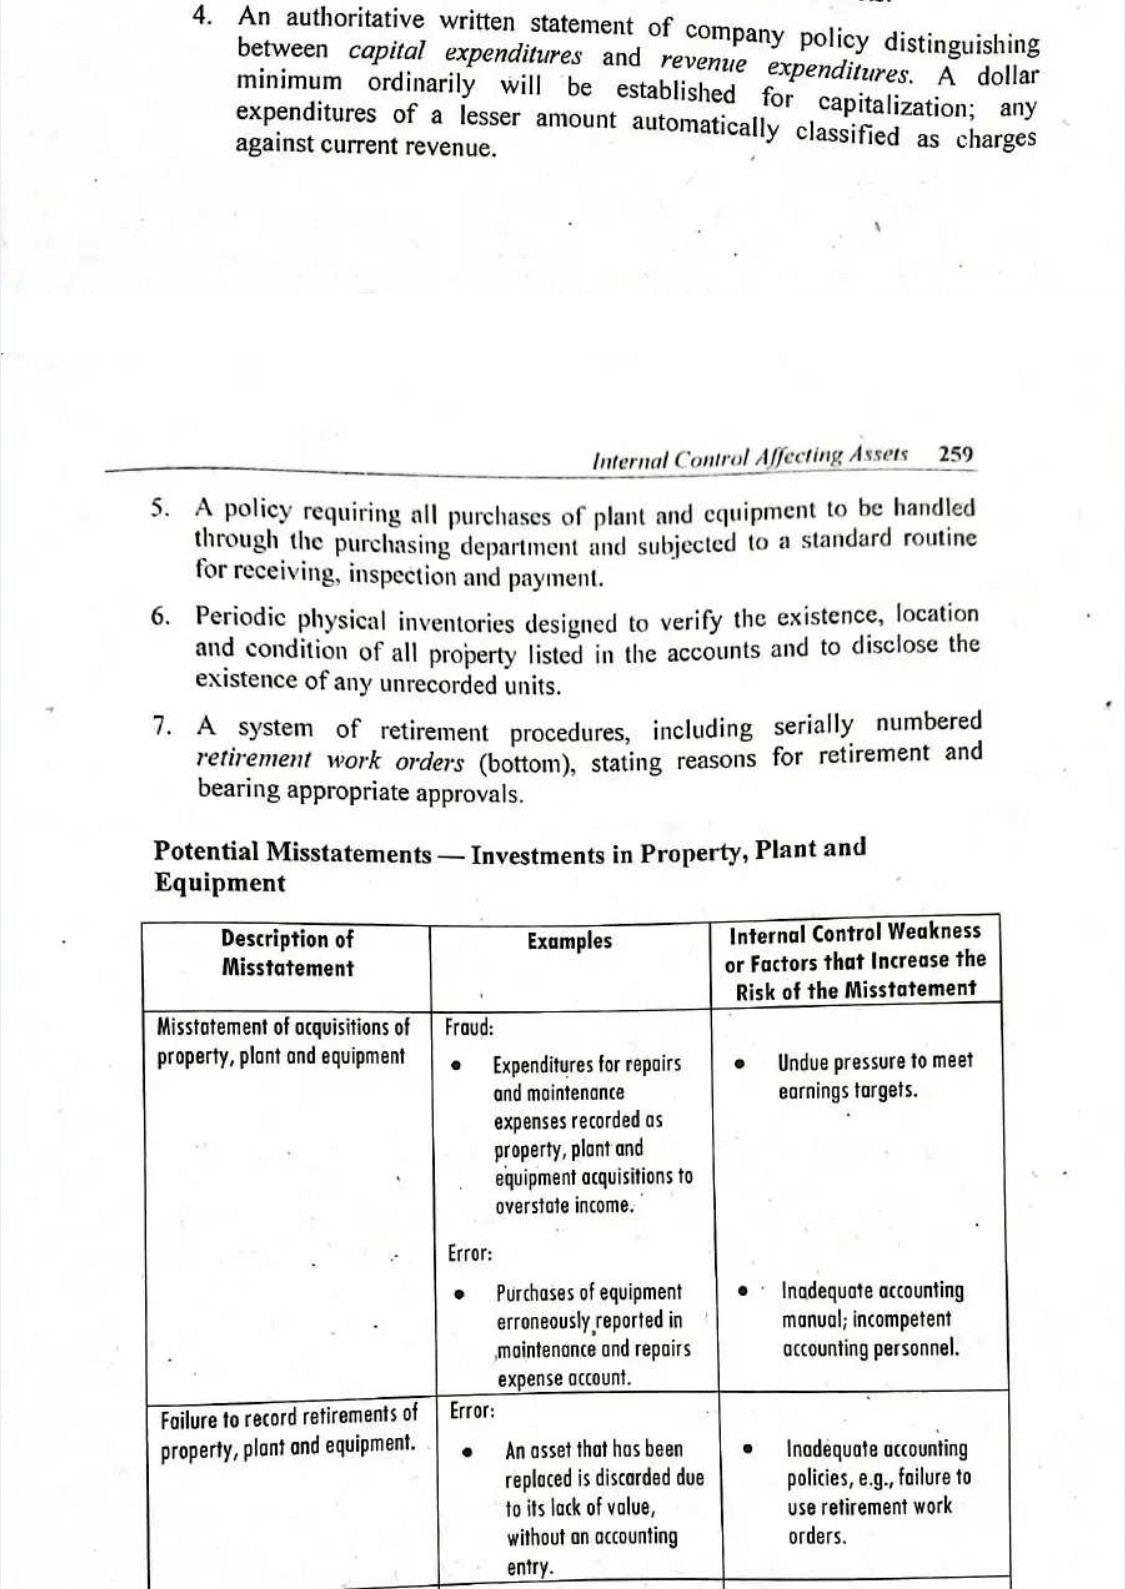 4. An authoritative written statement of company policy distinguishing
between capital expenditures and revenue expenditures. A dollar
minimum ordinarily will be established for capitalization; any
expenditures of a lesser amount automatically classified as charges
against current revenue.
Internal Control Affecting Assets 259
5. A policy requiring all purchases of plant and equipment to be handled
through the purchasing department and subjected to a standard routine
for receiving, inspection and payment.
6. Periodic physical inventories designed to verify the existence, location
and condition of all property listed in the accounts and to disclose the
existence of any unrecorded units.
7. A system of retirement procedures, including serially numbered
retirement work orders (bottom), stating reasons for retirement and
bearing appropriate approvals.
Potential Misstatements — Investments in Property, Plant and
Equipment
Description of
Misstatement
Examples
Internal Control Weakness
or Factors that Increase the
Risk of the Misstatement
Misstatement of acquisitions of
property, plant and equipment
Fraud:
• Expenditures for repairs
and maintenance
expenses recorded as
property, plant and
equipment acquisitions to
overstate income.
• Undue pressure to meet
earnings targets.
Error:
• Purchases of equipment
erroneously reported in
maintenance and repairs
expense account.
• Inadequate accounting
manual; incompetent
accounting personnel.
Failure to record retirements of
property, plant and equipment.
Error:
• An asset that has been
replaced is discarded due
to its lack of value,
without an accounting
entry.
• Inadequate accounting
policies, e.g., failure to
use retirement work
orders.